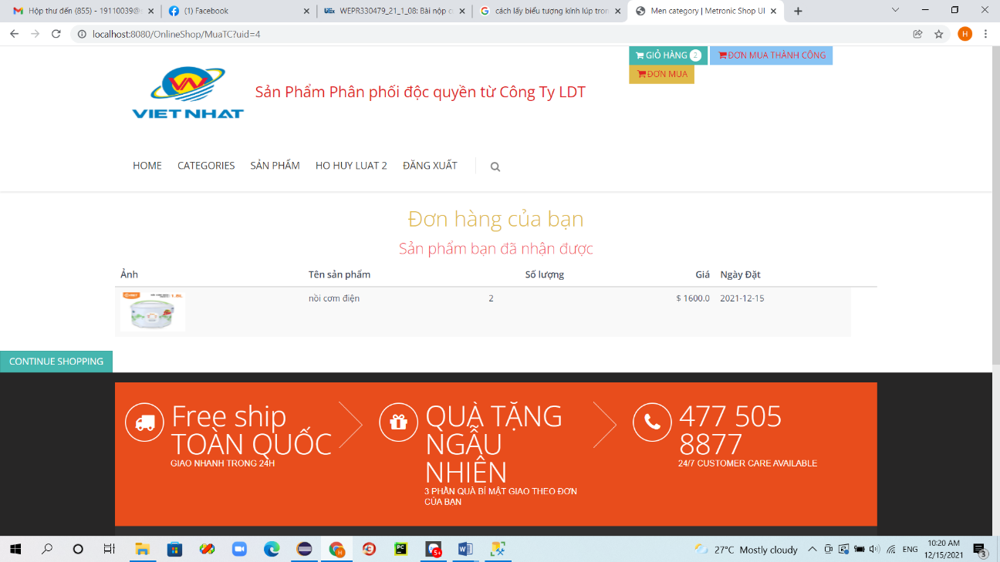 Hộp thư đến (855) - 19110039@
(1) Facebook
WEPR330479_21_1_08: Bài nộp c
cách lấy biểu tượng kính lúp tron
Men category | Metronic Shop UI
localhost:8080/OnlineShop/MuaTC?uid=4
H
GIỎ HÀNG 2
ĐƠN MUA THÀNH CÔNG
ĐƠN MUA
VIET NHAT
Sản Phẩm Phân phối độc quyền từ Công Ty LDT
HOME CATEGORIES SẢN PHẨM HO HUY LUAT 2 ĐĂNG XUẤT
Đơn hàng của bạn
Sản phẩm bạn đã nhận được
Ảnh Tên sản phẩm Số lượng Giá Ngày Đặt
1.8L
nồi cơm điện 2 $ 1600.0 2021-12-15
CONTINUE SHOPPING
Free ship
TOÀN QUỐC
GIAO NHANH TRONG 24H
QUÀ TẶNG
NGẪU
NHIÊN
3 PHẦN QUÀ BÍ MẬT GIAO THEO ĐƠN
CỦA BẠN
477 505
8877
24/7 CUSTOMER CARE AVAILABLE
27°C Mostly cloudy
ENG
10:20 AM
12/15/2021
3